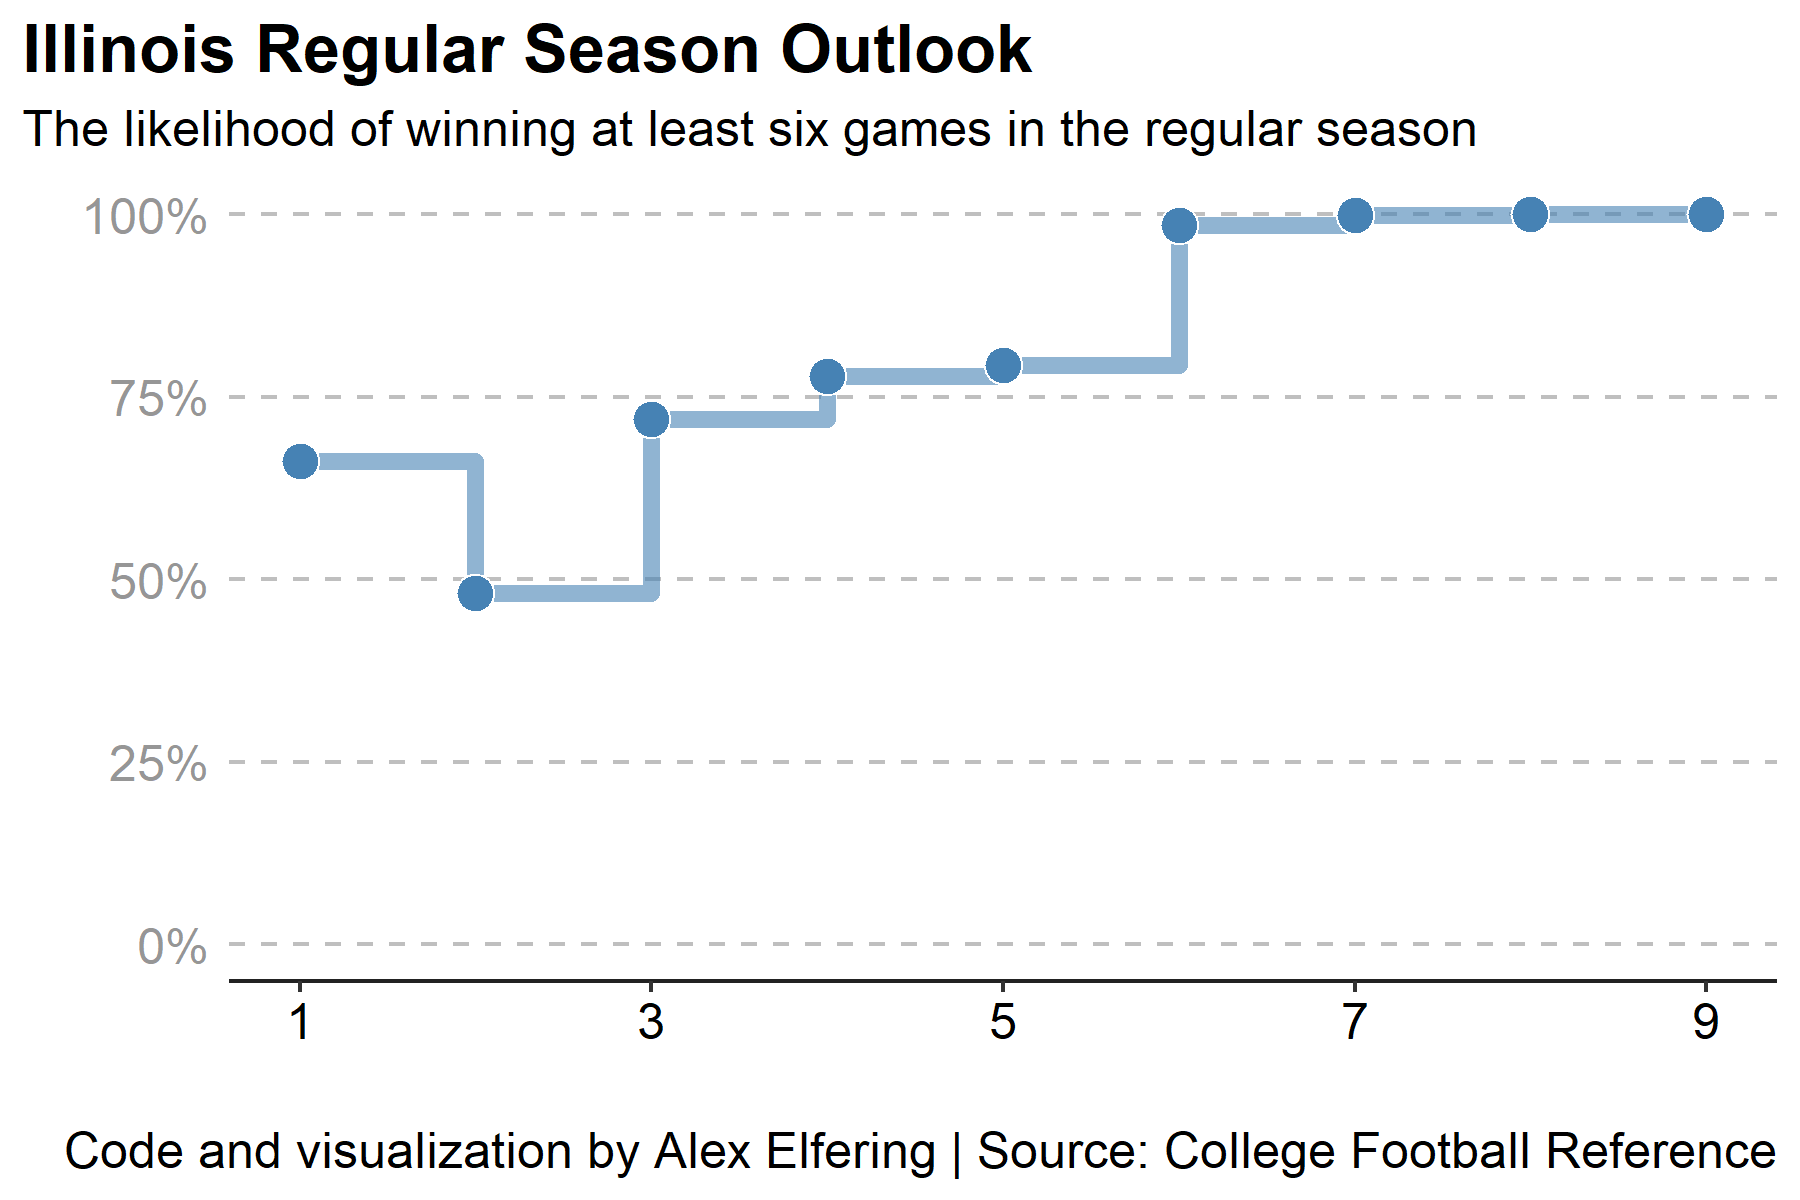 Illinois Regular Season Outlook
The likelihood of winning at least six games in the regular season
100%
75%
50%
25%
0%
1 3 5 7 9
Code and visualization by Alex Elfering | Source: College Football Reference